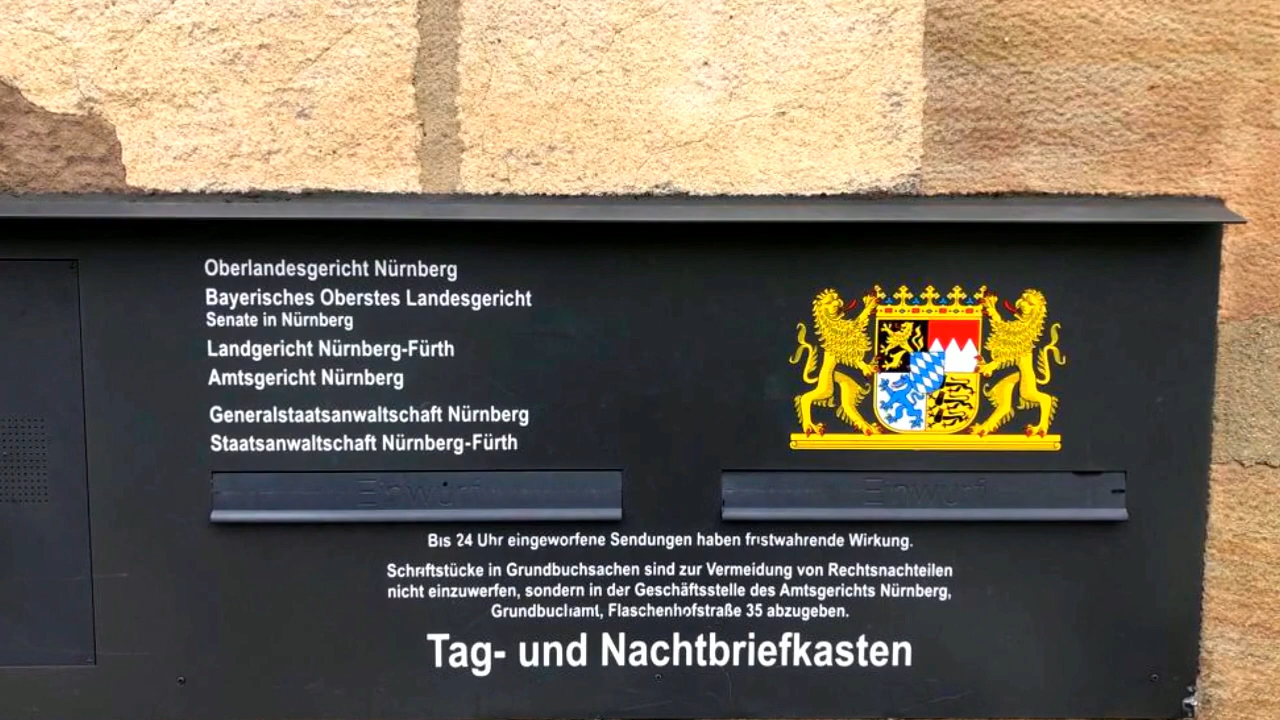 Oberlandesgericht Nürnberg
Bayerisches Oberstes Landesgericht
Senate in Nürnberg
Landgericht Nürnberg-Fürth
Amtsgericht Nürnberg
Generalstaatsanwaltschaft Nürnberg
Staatsanwaltschaft Nürnberg-Fürth
Einwurf Einwurf
Bis 24 Uhr eingeworfene Sendungen haben fristwahrende Wirkung.
Schriftstücke in Grundbuchsachen sind zur Vermeidung von Rechtsnachteilen
nicht einzuwerfen, sondern in der Geschäftsstelle des Amtsgerichts Nürnberg,
Grundbuchamt, Flaschenhofstraße 35 abzugeben.
Tag- und Nachtbriefkasten